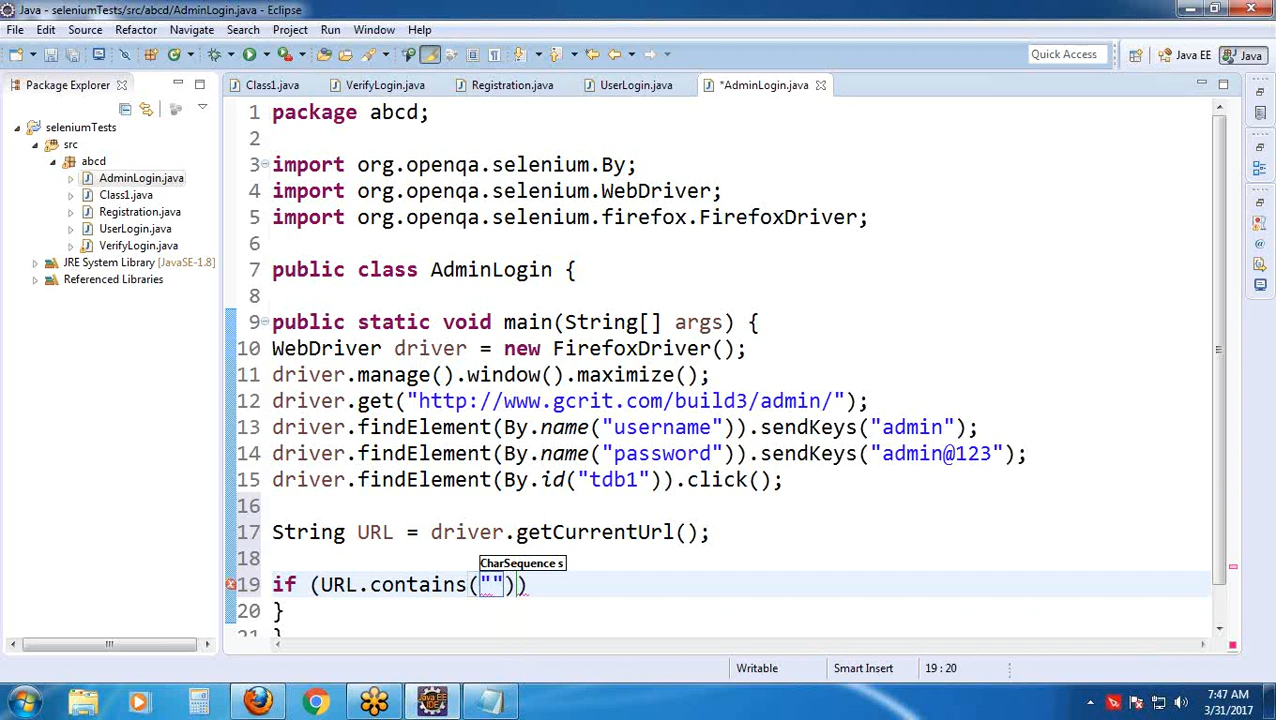 Java - seleniumTests/src/abcd/AdminLogin.java - Eclipse
File Edit Source Refactor Navigate Search Project Run Window Help
Quick Access Java EE Java
Package Explorer
Class1.java VerifyLogin.java Registration.java UserLogin.java *AdminLogin.java
seleniumTests
src
abcd
AdminLogin.java
Class1.java
Registration.java
UserLogin.java
VerifyLogin.java
JRE System Library [JavaSE-1.8]
Referenced Libraries
1 package abcd;
2
3 import org.openqa.selenium.By;
4 import org.openqa.selenium.WebDriver;
5 import org.openqa.selenium.firefox.FirefoxDriver;
6
7 public class AdminLogin {
8
9 public static void main(String[] args) {
10 WebDriver driver = new FirefoxDriver();
11 driver.manage().window().maximize();
12 driver.get("http://www.gcrit.com/build3/admin/");
13 driver.findElement(By.name("username")).sendKeys("admin");
14 driver.findElement(By.name("password")).sendKeys("admin@123");
15 driver.findElement(By.id("tdb1")).click();
16
17 String URL = driver.getCurrentUrl();
18
CharSequence s
19 if (URL.contains(""))
20 }
21 }
Writable Smart Insert 19 : 20
Java EE
IDE
7:47 AM
3/31/2017